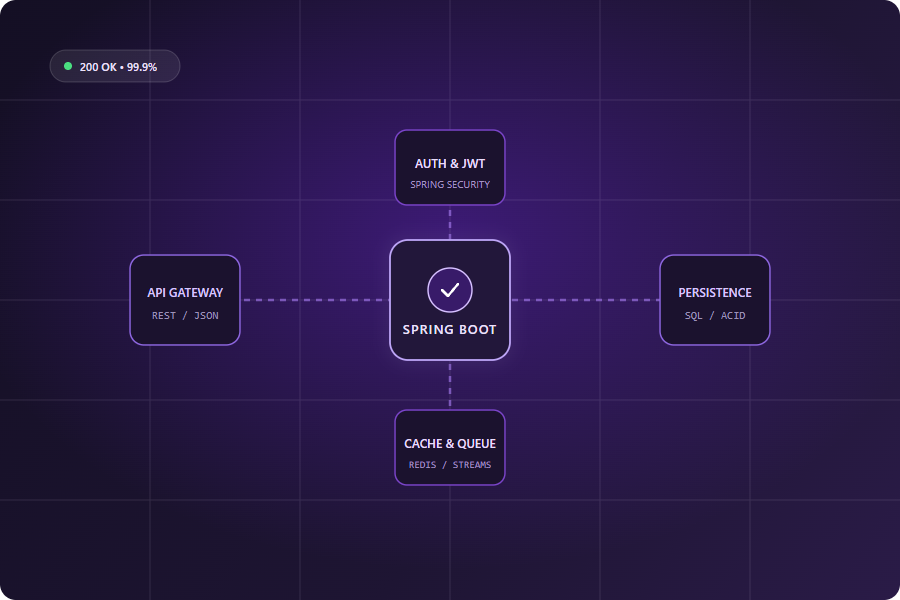 200 OK • 99.9%
AUTH & JWT
SPRING SECURITY
API GATEWAY
REST / JSON
SPRING BOOT
PERSISTENCE
SQL / ACID
CACHE & QUEUE
REDIS / STREAMS